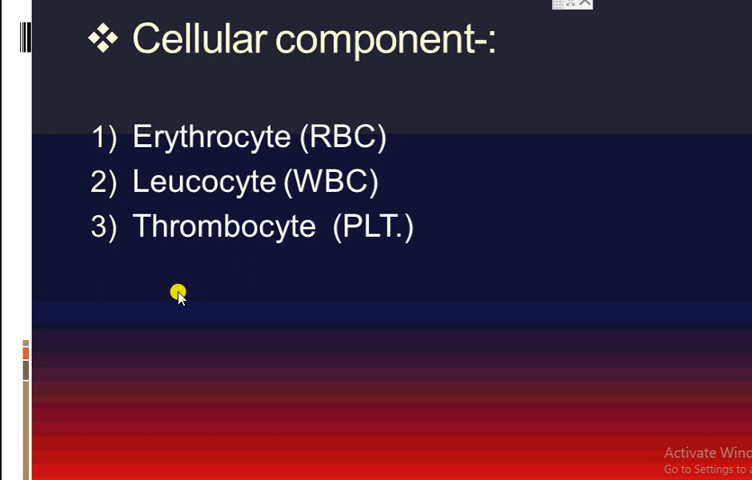 ❖ Cellular component-:
1) Erythrocyte (RBC)
2) Leucocyte (WBC)
3) Thrombocyte (PLT.)
Activate Wind
Go to Settings to a